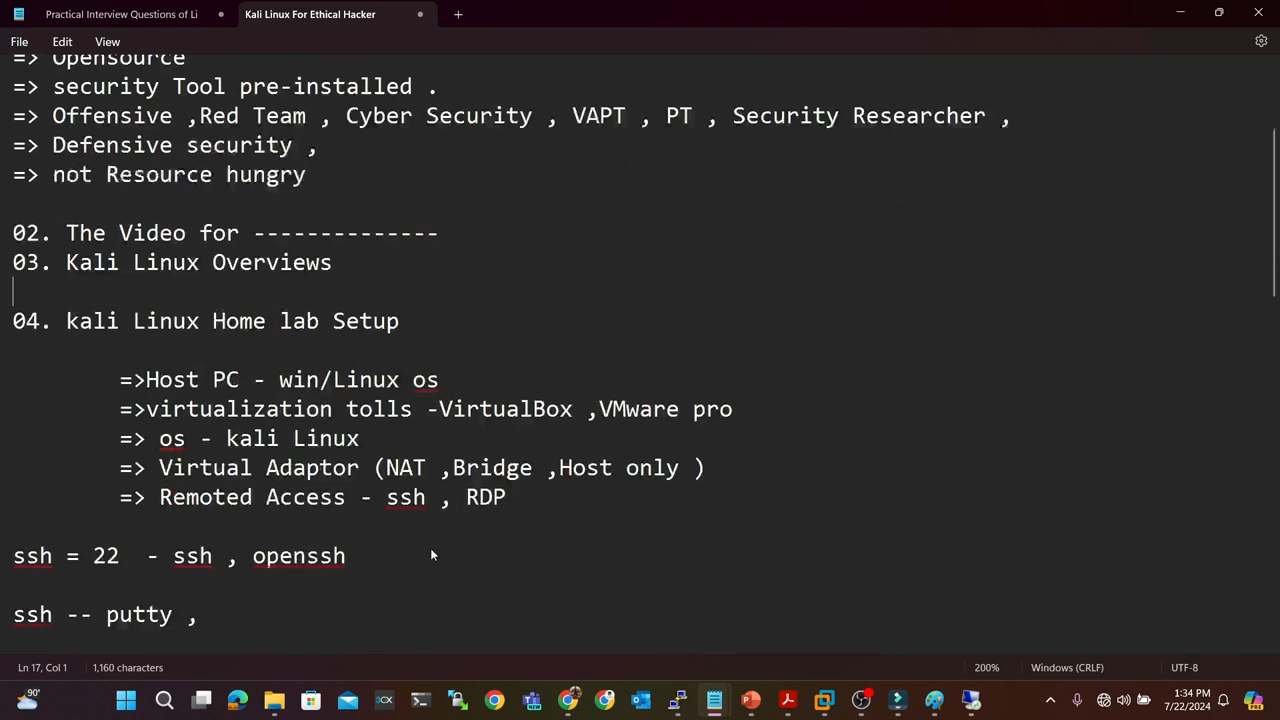 Practical Interview Questions of Li
Kali Linux For Ethical Hacker
File Edit View
=> Opensource
=> security Tool pre-installed .
=> Offensive ,Red Team , Cyber Security , VAPT , PT , Security Researcher ,
=> Defensive security ,
=> not Resource hungry
02. The Video for --------------
03. Kali Linux Overviews
04. kali Linux Home lab Setup
=>Host PC - win/Linux os
=>virtualization tolls -VirtualBox ,VMware pro
=> os - kali Linux
=> Virtual Adaptor (NAT ,Bridge ,Host only )
=> Remoted Access - ssh , RDP
ssh = 22  - ssh , openssh
ssh -- putty ,
Ln 17, Col 1 1,160 characters 200% Windows (CRLF) UTF-8
90° 1:34 PM
7/22/2024